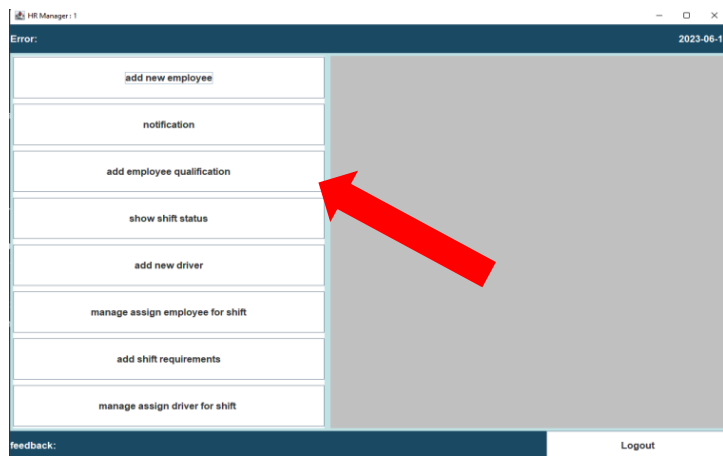 HR Manager : 1
Error: 2023-06-1
add new employee
notification
add employee qualification
show shift status
add new driver
manage assign employee for shift
add shift requirements
manage assign driver for shift
feedback: Logout